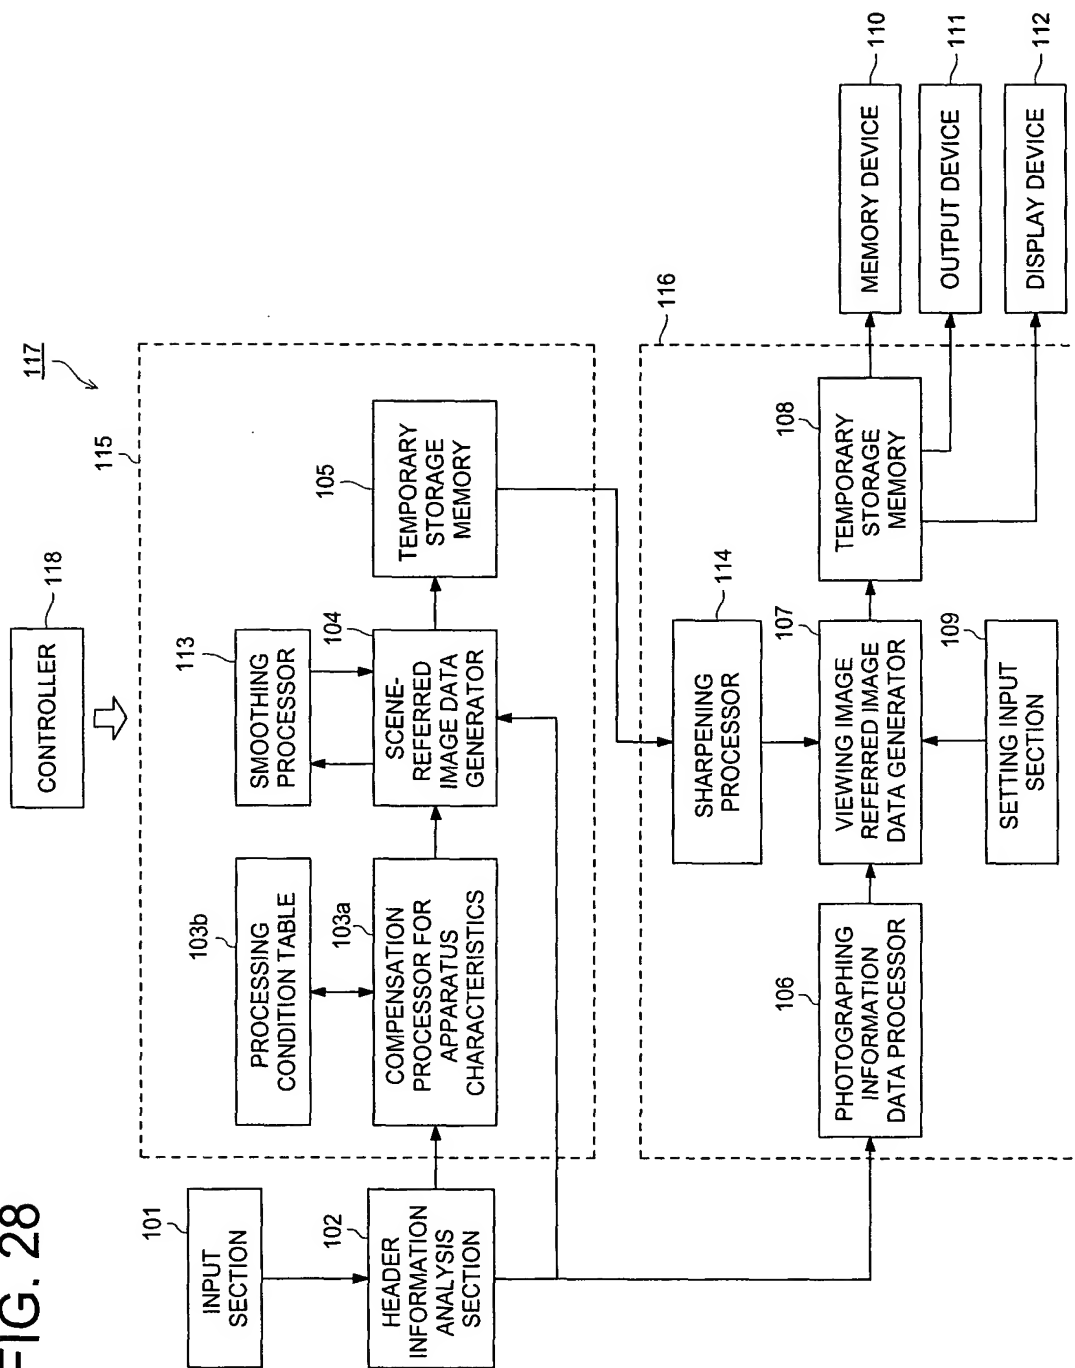 FIG. 28
CONTROLLER
118
117
115
101
INPUT
SECTION
102
HEADER
INFORMATION
ANALYSIS
SECTION
103b
PROCESSING
CONDITION TABLE
103a
COMPENSATION
PROCESSOR FOR
APPARATUS
CHARACTERISTICS
113
SMOOTHING
PROCESSOR
104
SCENE-
REFERRED
IMAGE DATA
GENERATOR
105
TEMPORARY
STORAGE
MEMORY
116
114
SHARPENING
PROCESSOR
106
PHOTOGRAPHING
INFORMATION
DATA PROCESSOR
107
VIEWING IMAGE
REFERRED IMAGE
DATA GENERATOR
109
SETTING INPUT
SECTION
108
TEMPORARY
STORAGE
MEMORY
110
MEMORY DEVICE
111
OUTPUT DEVICE
112
DISPLAY DEVICE